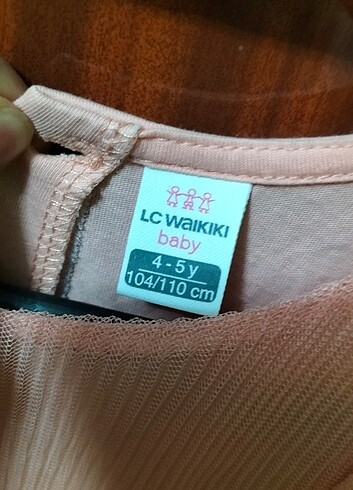 LC WAIKIKI
baby
4 - 5 y
104/110 cm